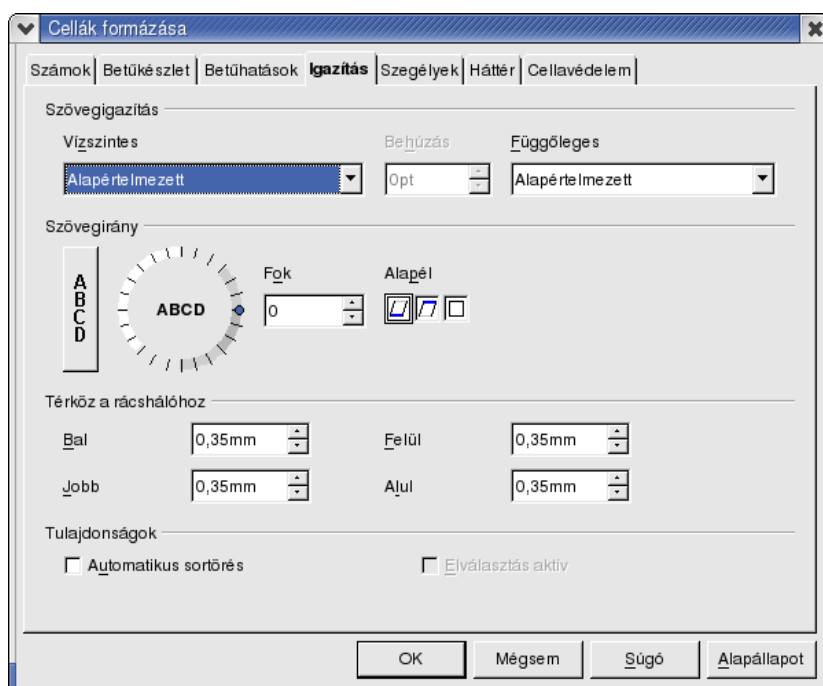 Cellák formázása
Számok Betűkészlet Betűhatások Igazítás Szegélyek Háttér Cellavédelem
Szövegigazítás
Vízszintes Behúzás Függőleges
Alapértelmezett 0pt Alapértelmezett
Szövegirány
ABCD
ABCD
Fok Alapél
0
Térköz a rácshálóhoz
Bal 0,35mm Felül 0,35mm
Jobb 0,35mm Alul 0,35mm
Tulajdonságok
Automatikus sortörés Elválasztás aktív
OK Mégsem Súgó Alapállapot